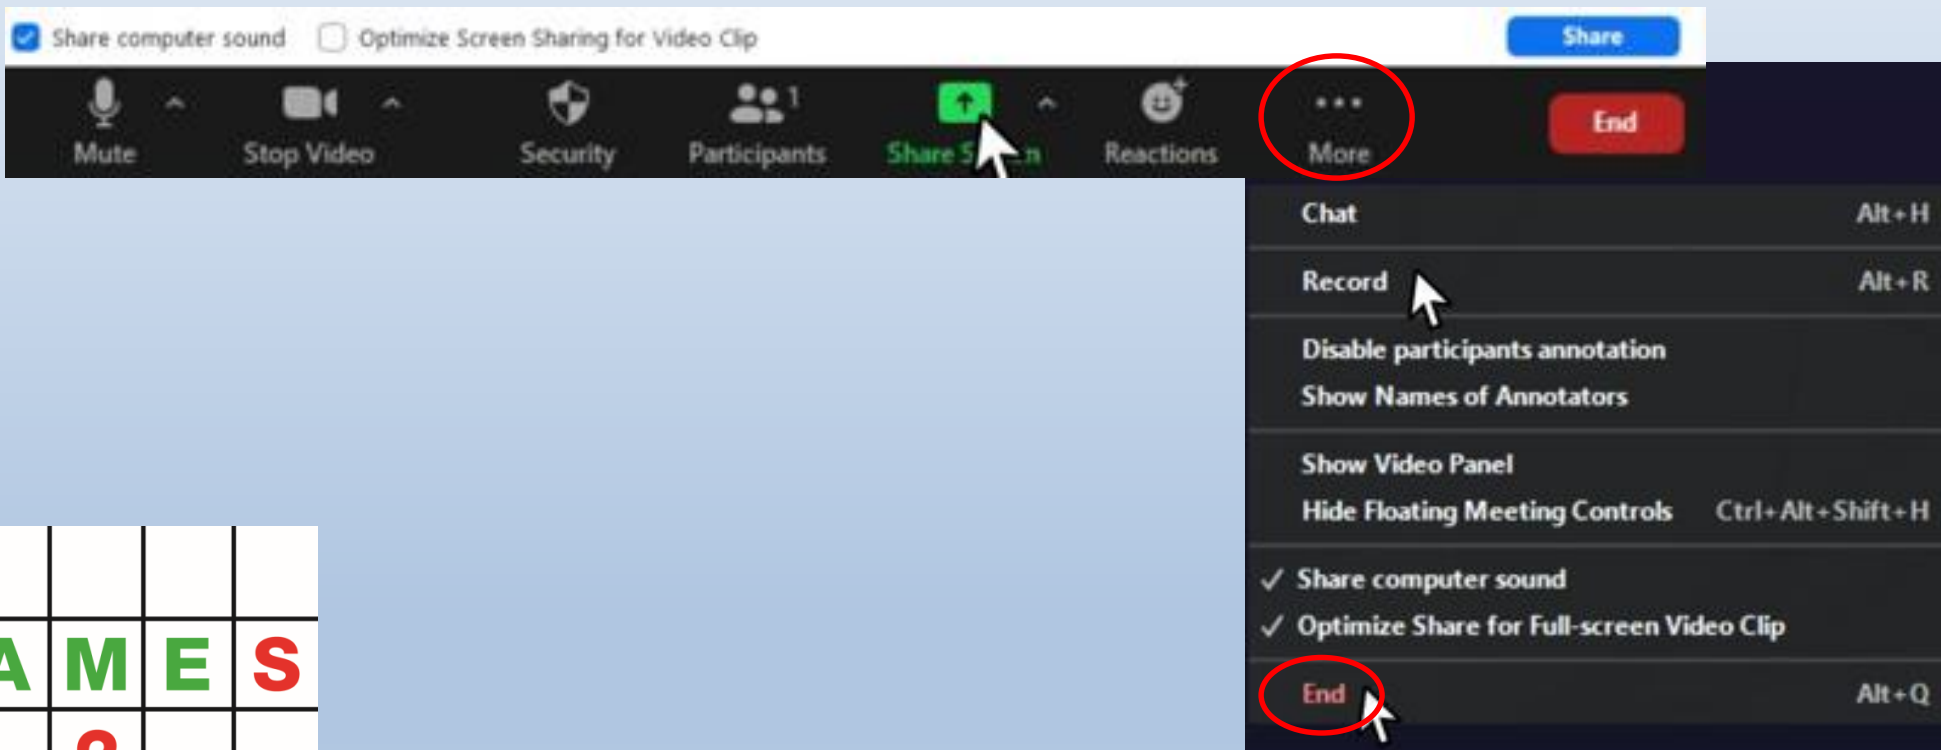 Share computer sound Optimize Screen Sharing for Video Clip Share
1
Mute Stop Video Security Participants Share Reactions More End
Chat Alt+H
Record Alt+R
Disable participants annotation
Show Names of Annotators
Show Video Panel
Hide Floating Meeting Controls Ctrl+Alt+Shift+H
✓ Share computer sound
✓ Optimize Share for Full-screen Video Clip
End Alt+Q
AMES